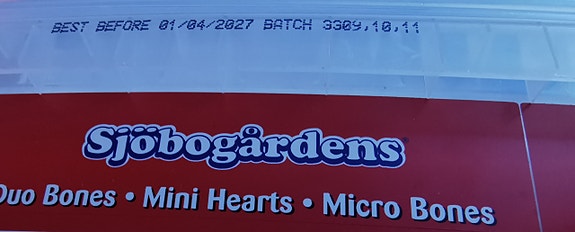 BEST BEFORE 01/04/2027 BATCH 3309,10,11
Sjöbogårdens
Duo Bones • Mini Hearts • Micro Bones